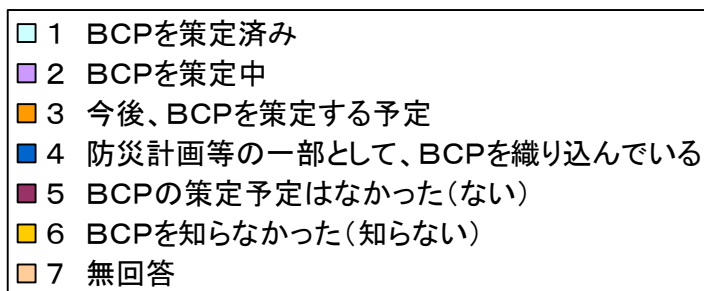 1 BCPを策定済み
2 BCPを策定中
3 今後、BCPを策定する予定
4 防災計画等の一部として、BCPを織り込んでいる
5 BCPの策定予定はなかった(ない)
6 BCPを知らなかった(知らない)
7 無回答